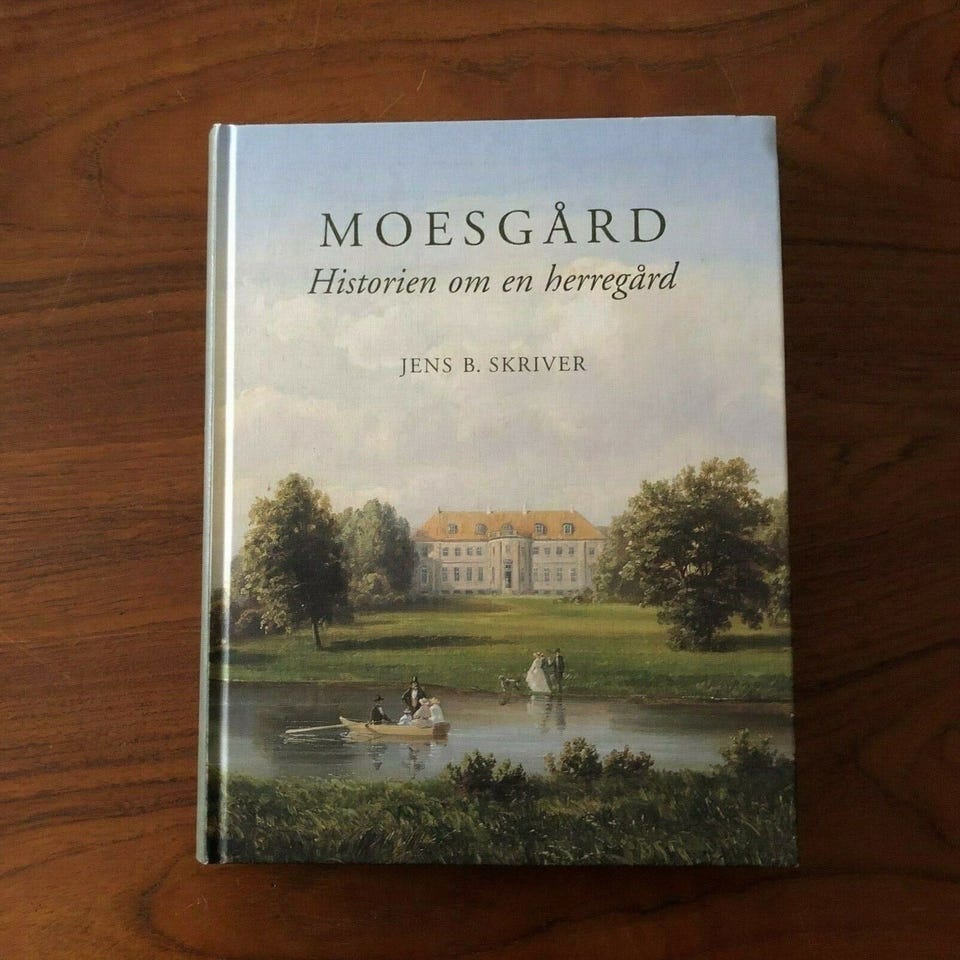 MOESGÅRD
Historien om en herregård
JENS B. SKRIVER